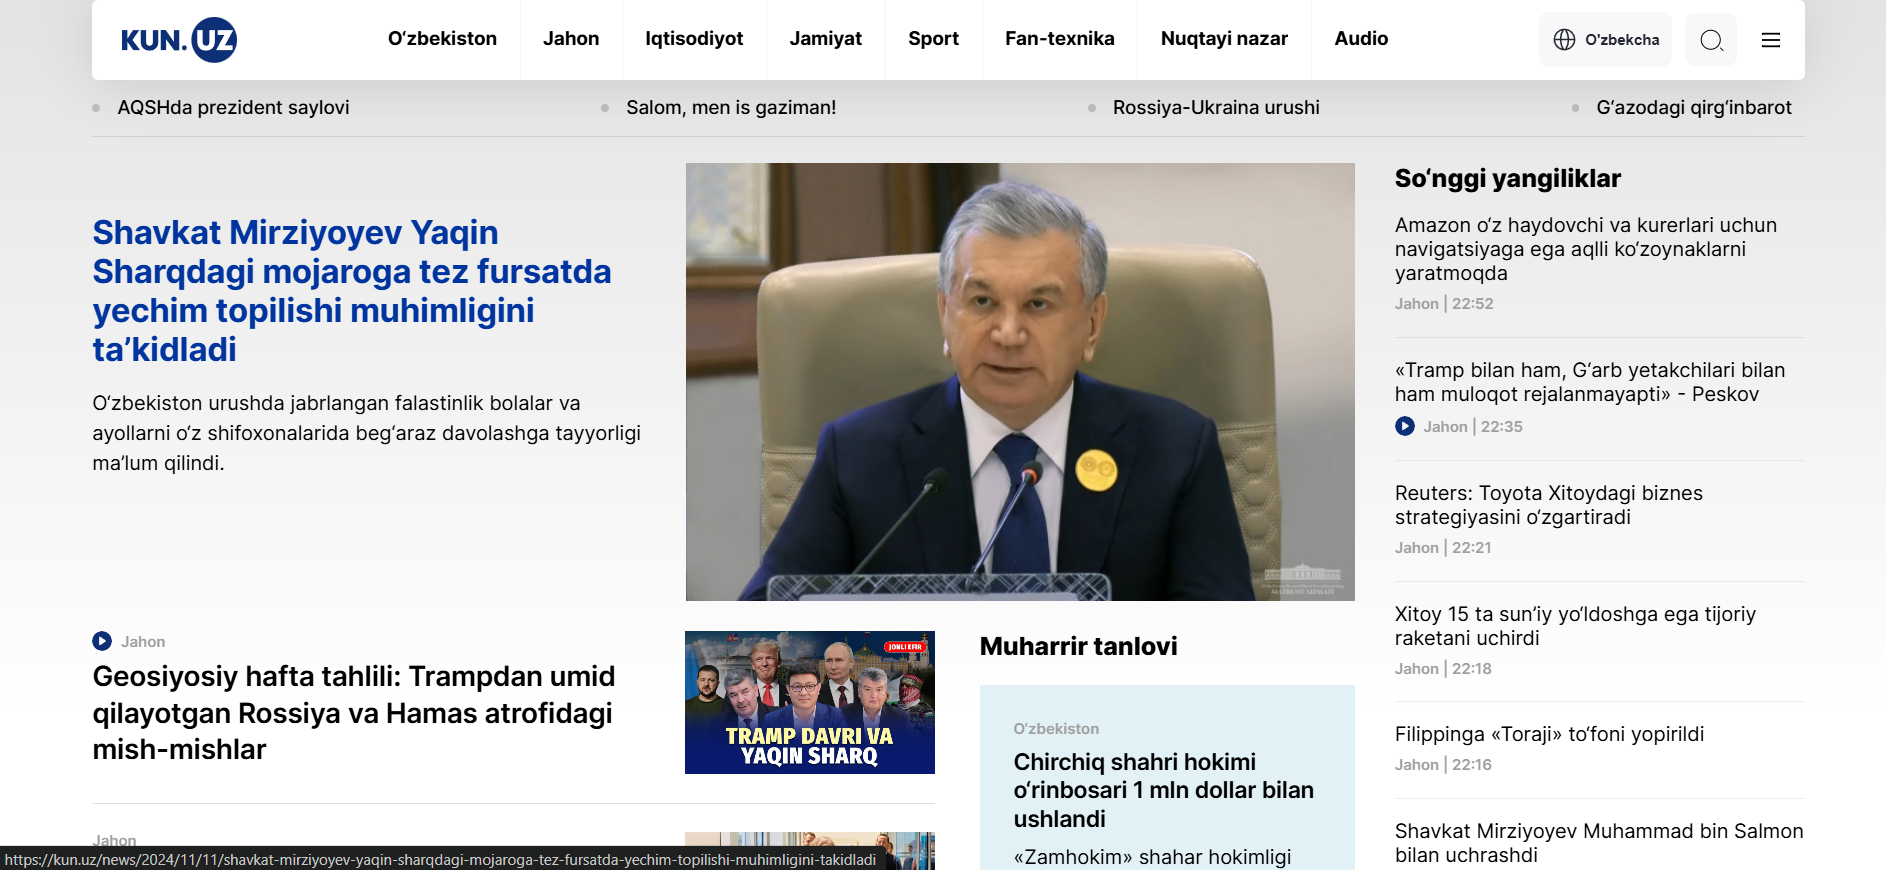 KUN.UZ
O‘zbekiston
Jahon
Iqtisodiyot
Jamiyat
Sport
Fan-texnika
Nuqtayi nazar
Audio
O'zbekcha
AQSHda prezident saylovi
Salom, men is gaziman!
Rossiya-Ukraina urushi
G‘azodagi qirg‘inbarot
Shavkat Mirziyoyev Yaqin
Sharqdagi mojaroga tez fursatda
yechim topilishi muhimligini
ta’kidladi
O‘zbekiston urushda jabrlangan falastinlik bolalar va
ayollarni o‘z shifoxonalarida beg‘araz davolashga tayyorligi
ma’lum qilindi.
Jahon
Geosiyosiy hafta tahlili: Trampdan umid
qilayotgan Rossiya va Hamas atrofidagi
mish-mishlar
JONLI EFIR
TRAMP DAVRI VA
YAQIN SHARQ
Jahon
Muharrir tanlovi
O‘zbekiston
Chirchiq shahri hokimi
o‘rinbosari 1 mln dollar bilan
ushlandi
«Zamhokim» shahar hokimligi
So‘nggi yangiliklar
Amazon o‘z haydovchi va kurerlari uchun
navigatsiyaga ega aqlli ko‘zoynaklarni
yaratmoqda
Jahon | 22:52
«Tramp bilan ham, G‘arb yetakchilari bilan
ham muloqot rejalanmayapti» - Peskov
Jahon | 22:35
Reuters: Toyota Xitoydagi biznes
strategiyasini o‘zgartiradi
Jahon | 22:21
Xitoy 15 ta sun’iy yo‘ldoshga ega tijoriy
raketani uchirdi
Jahon | 22:18
Filippinga «Toraji» to‘foni yopirildi
Jahon | 22:16
Shavkat Mirziyoyev Muhammad bin Salmon
bilan uchrashdi
https://kun.uz/news/2024/11/11/shavkat-mirziyoyev-yaqin-sharqdagi-mojaroga-tez-fursatda-yechim-topilishi-muhimligini-takidladi